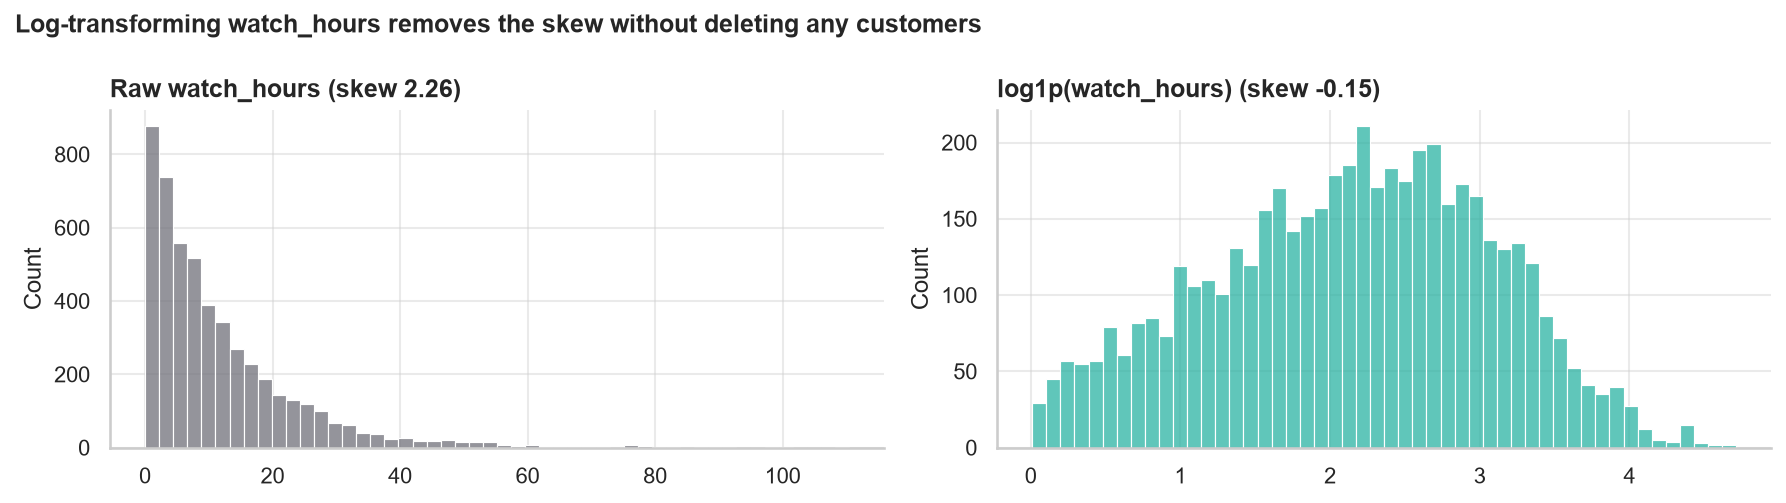 Log-transforming watch_hours removes the skew without deleting any customers
Raw watch_hours (skew 2.26)
Count
800
600
400
200
0
0 20 40 60 80 100
log1p(watch_hours) (skew -0.15)
Count
200
150
100
50
0
0 1 2 3 4